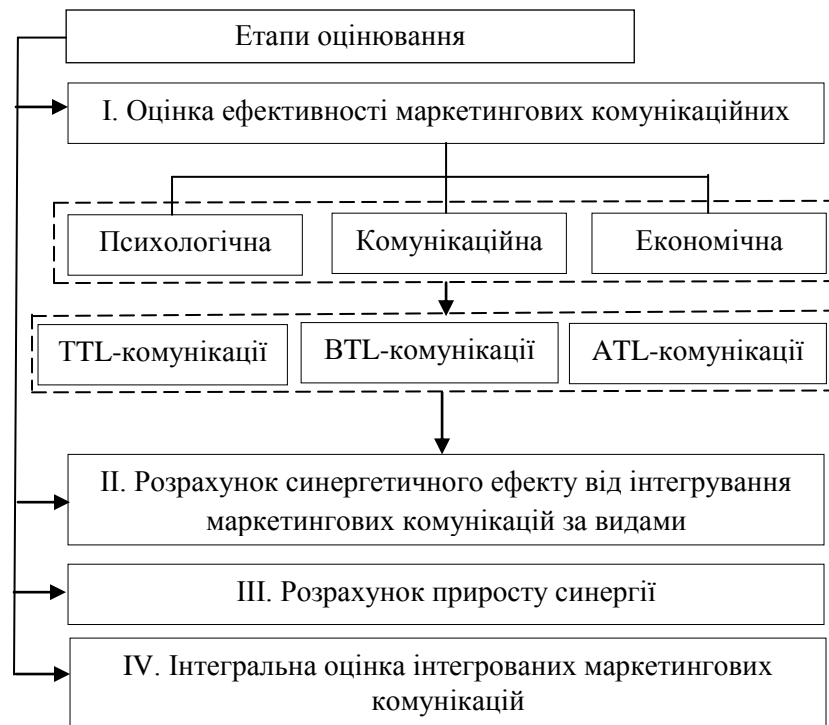 Етапи оцінювання
І. Оцінка ефективності маркетингових комунікаційних
Психологічна
Комунікаційна
Економічна
TTL-комунікації
BTL-комунікації
ATL-комунікації
ІІ. Розрахунок синергетичного ефекту від інтегрування
маркетингових комунікацій за видами
ІІІ. Розрахунок приросту синергії
IV. Інтегральна оцінка інтегрованих маркетингових
комунікацій